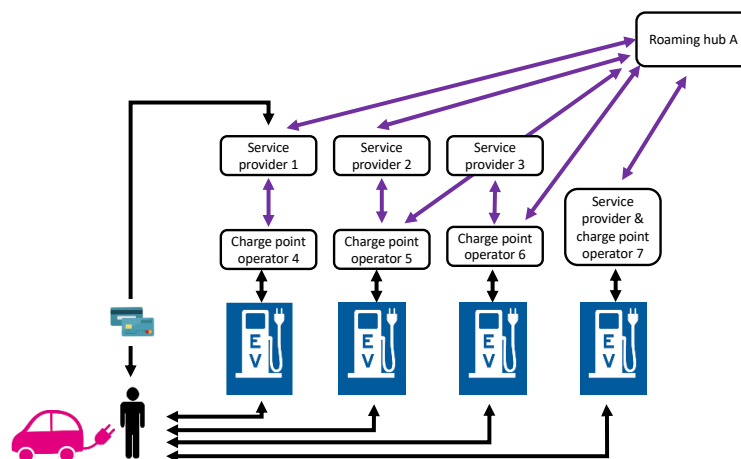 Roaming hub A
Service
provider 1
Service
provider 2
Service
provider 3
Service
provider &
charge point
operator 7
Charge point
operator 4
Charge point
operator 5
Charge point
operator 6
E
V
E
V
E
V
E
V